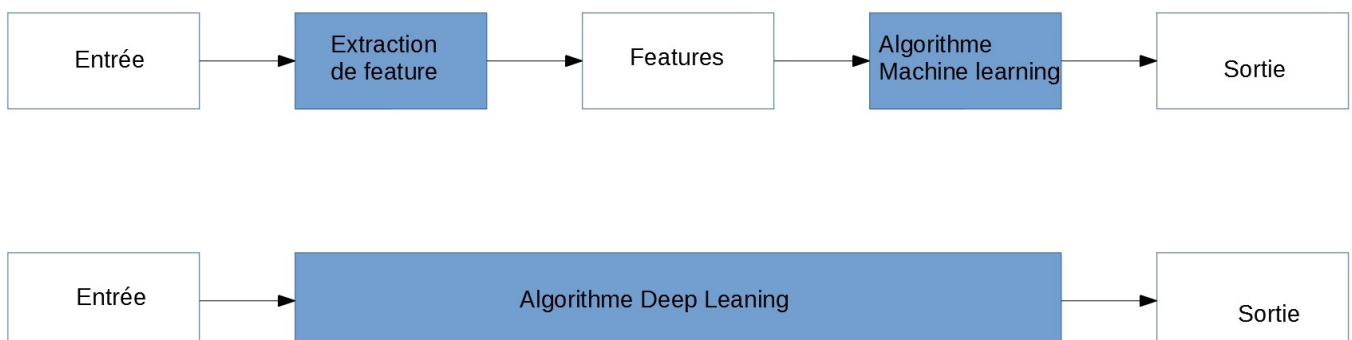 Entrée
Extraction
de feature
Features
Algorithme
Machine learning
Sortie
Entrée
Algorithme Deep Leaning
Sortie